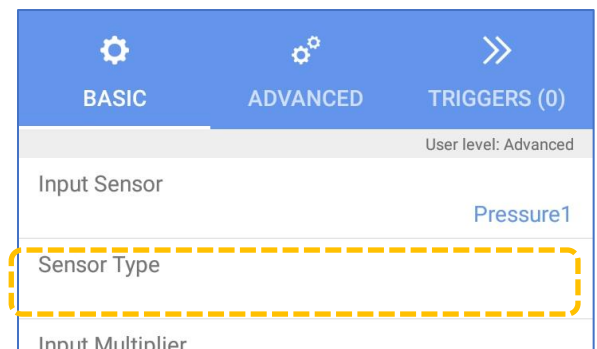 BASIC ADVANCED TRIGGERS (0)
User level: Advanced
Input Sensor
Pressure1
Sensor Type
Input Multiplier